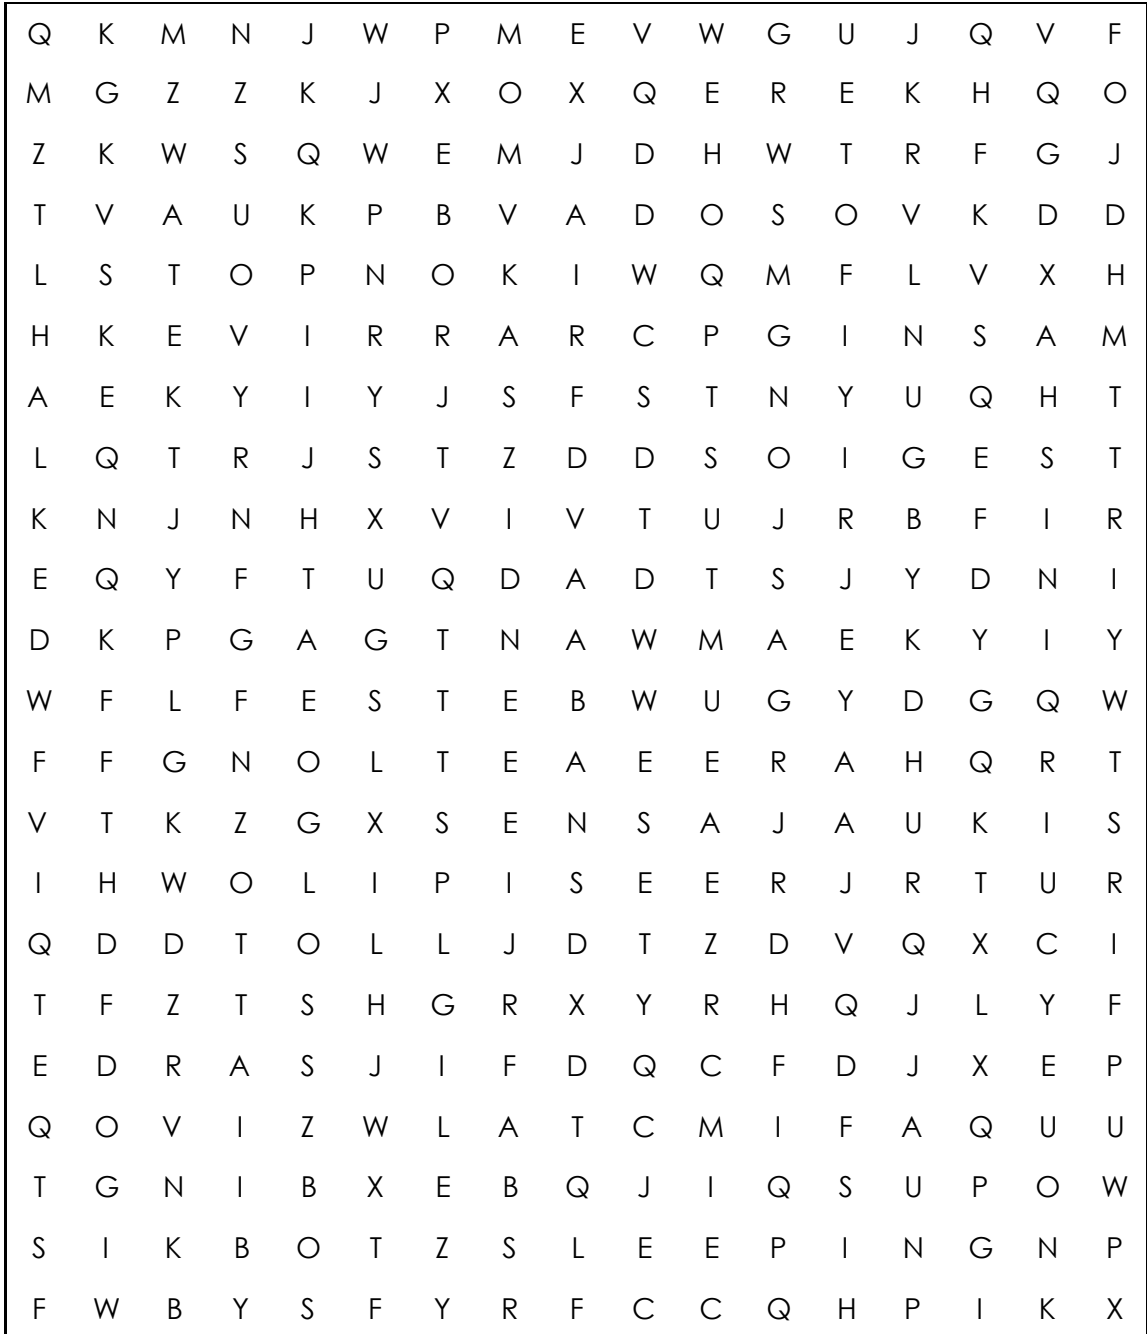 Q K M N J W P M E V W G U J Q V F
M G Z Z K J X O X Q E R E K H Q O
Z K W S Q W E M J D H W T R F G J
T V A U K P B V A D O S O V K D D
L S T O P N O K I W Q M F L V X H
H K E V I R R A R C P G I N S A M
A E K Y I Y J S F S T N Y U Q H T
L Q T R J S T Z D D S O I G E S T
K N J N H X V I V T U J R B F I R
E Q Y F T U Q D A D T S J Y D N I
D K P G A G T N A W M A E K Y I Y
W F L F E S T E B W U G Y D G Q W
F F G N O L T E A E E R A H Q R T
V T K Z G X S E N S A J A U K I S
I H W O L I P I S E E R J R T U R
Q D D T O L L J D T Z D V Q X C I
T F Z T S H G R X Y R H Q J L Y F
E D R A S J I F D Q C F D J X E P
Q O V I Z W L A T C M I F A Q U U
T G N I B X E B Q J I Q S U P O W
S I K B O T Z S L E E P I N G N P
F W B Y S F Y R F C C Q H P I K X